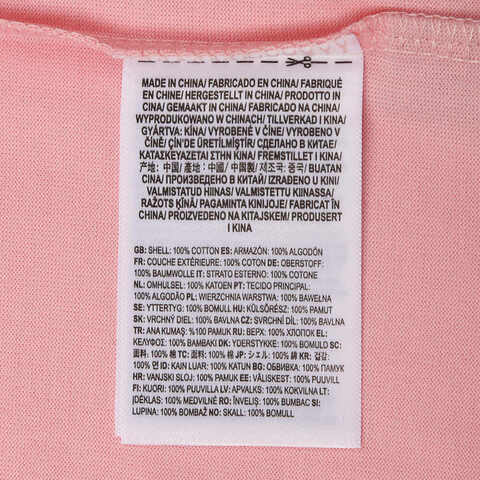 MADE IN CHINA/ FABRICADO EN CHINA/ FABRIQUÉ
EN CHINE/ HERGESTELLT IN CHINA/ PRODOTTO IN
CINA/ GEMAAKT IN CHINA/ FABRICADO NA CHINA/
WYPRODUKOWANO W CHINACH/ TILLVERKAD I KINA/
GYÁRTVA: KÍNA/ VYROBENÉ V ČÍNE/ VYROBENO V
ČÍNĚ/ ÇİN'DE ÜRETİLMİŞTİR/ СДЕЛАНО В КИТАЕ/
ΚΑΤΑΣΚΕΥΑΖΕΤΑΙ ΣΤΗΝ ΚΙΝΑ/ FREMSTILLET I KINA/
产地: 中国/ 產地: 中國/ 中国製/ 제조국: 중국/ BUATAN
CINA/ ПРОИЗВЕДЕНО В КИТАЙ/ IZRAĐENO U KINI/
VALMISTATUD HIINAS/ VALMISTETTU KIINASSA/
RAŽOTS ĶĪNĀ/ PAGAMINTA KINIJOJE/ FABRICAT ÎN
CHINA/ PROIZVEDENO NA KITAJSKEM/ PRODUSERT
I KINA
GB: SHELL: 100% COTTON ES: ARMAZÓN: 100% ALGODÓN
FR: COUCHE EXTÉRIEURE: 100% COTON DE: OBERSTOFF:
100% BAUMWOLLE IT: STRATO ESTERNO: 100% COTONE
NL: OMHULSEL: 100% KATOEN PT: TECIDO PRINCIPAL:
100% ALGODÃO PL: WIERZCHNIA WARSTWA: 100% BAWEŁNA
SE: YTTERTYG: 100% BOMULL HU: KÜLSŐRÉSZ: 100% PAMUT
SK: VRCHNÝ DIEL: 100% BAVLNA CZ: SVRCHNÍ DÍL: 100% BAVLNA
TR: ANA KUMAŞ: %100 PAMUK RU: ВЕРХ: 100% ХЛОПОК EL:
ΚΕΛΥΦΟΣ: 100% ΒΑΜΒΑΚΙ DK: YDERSTOF: 100% BOMULD SC:
面料: 100% 棉 TC: 面料: 100% 棉 JP: シェル: 100% 綿 KR: 겉감:
100% 면 ID: KAIN LUAR: 100% KATUN BG: ОБВИВКА: 100% ПАМУК
HR: VANJSKI SLOJ: 100% PAMUK EE: VÄLISKEST: 100% PUUVILL
FI: KUORI: 100% PUUVILLA LV: APVALKS: 100% KOKVILNA LT:
ĮDĖKLAS: 100% MEDVILNĖ RO: ÎNVELIȘ: 100% BUMBAC SI:
LUPINA: 100% BOMBAŽ NO: SKALL: 100% BOMULL